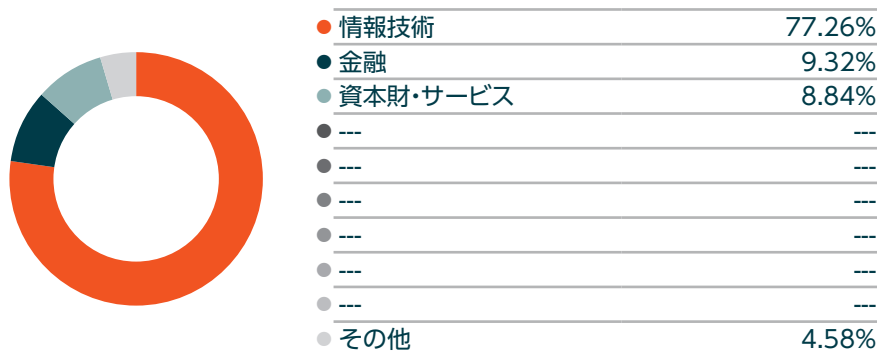 情報技術 77.26%
金融 9.32%
資本財・サービス 8.84%
--- ---
--- ---
--- ---
--- ---
--- ---
--- ---
その他 4.58%